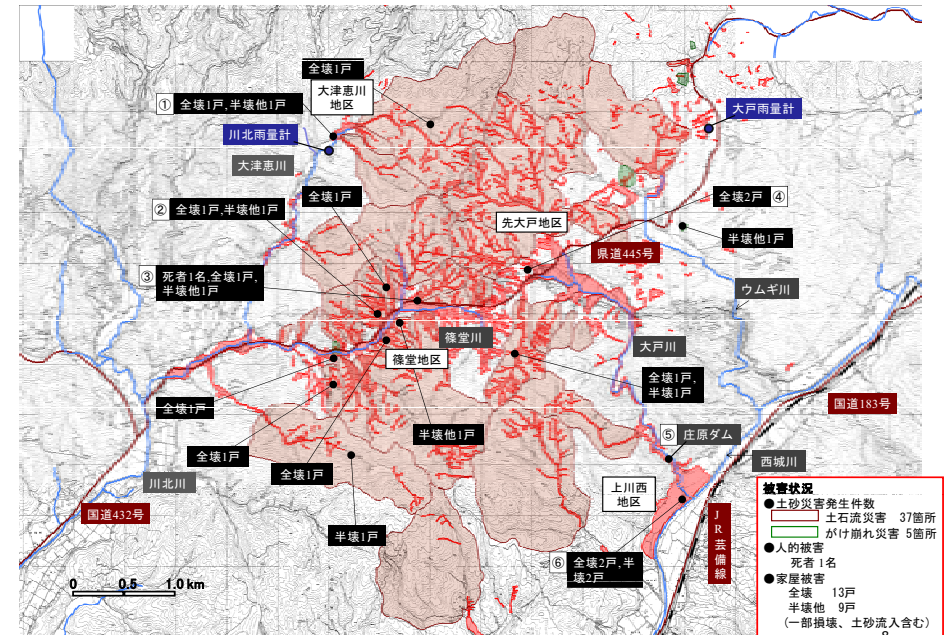 全壊1戸
大津恵川
地区
① 全壊1戸,半壊他1戸
大戸雨量計
川北雨量計
大津恵川
全壊1戸
全壊2戸 ④
② 全壊1戸,半壊他1戸
先大戸地区
半壊他1戸
県道445号
③ 死者1名,全壊1戸,
半壊他1戸
ウムギ川
篠堂川
大戸川
篠堂地区
全壊1戸,
半壊1戸
全壊1戸
国道183号
半壊他1戸
⑤ 庄原ダム
全壊1戸
西城川
全壊1戸
川北川
上川西
地区
国道432号
JR芸備線
半壊1戸
⑥ 全壊2戸,半
壊2戸
0 0.5 1.0 km
被害状況
●土砂災害発生件数
土石流災害 37箇所
がけ崩れ災害 5箇所
●人的被害
死者 1名
●家屋被害
全壊 13戸
半壊他 9戸
(一部損壊、土砂流入含む)
8